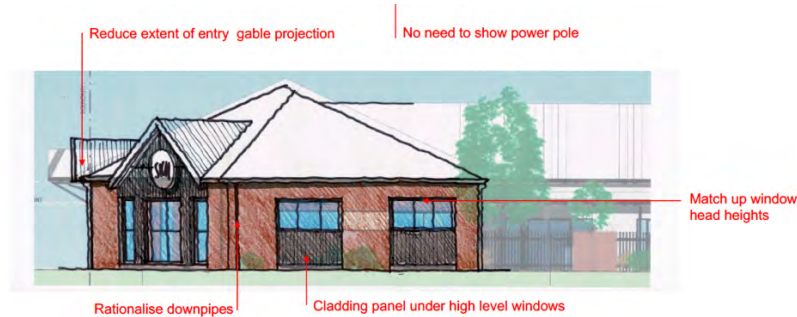 Reduce extent of entry gable projection
No need to show power pole
Match up window
head heights
Rationalise downpipes
Cladding panel under high level windows